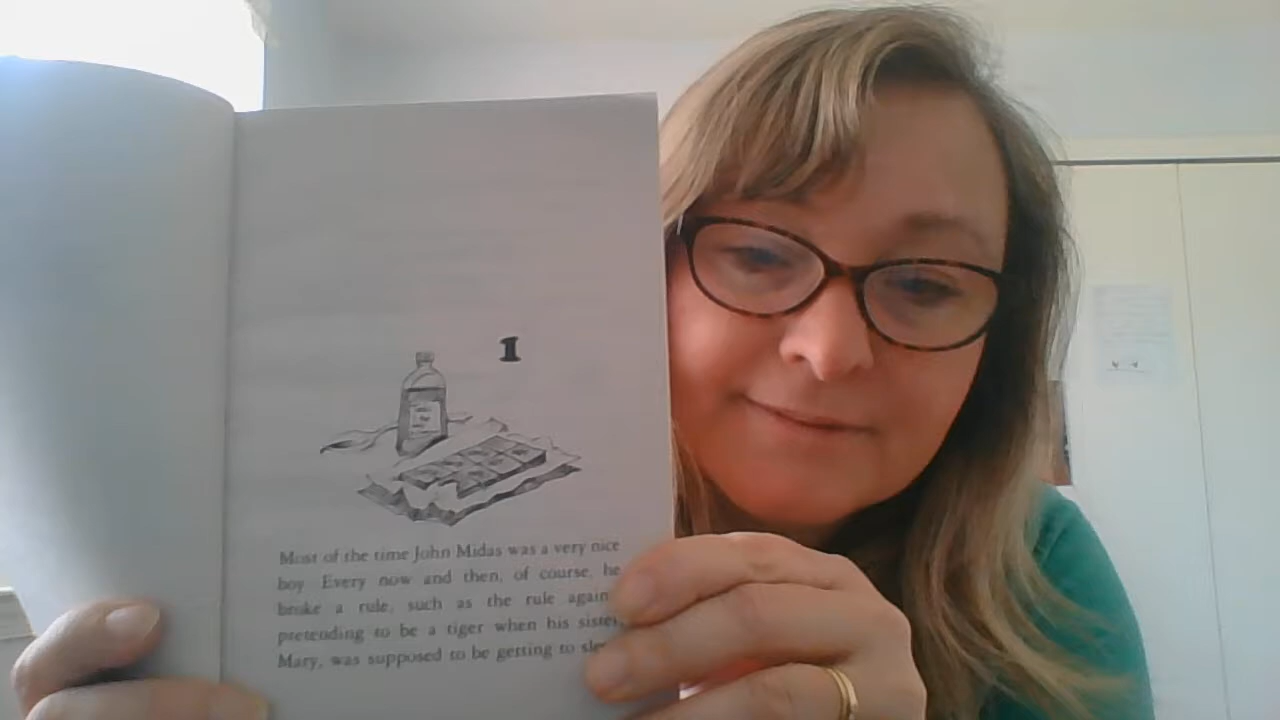 1
Most of the time John Midas was a very nice
boy. Every now and then, of course, he
broke a rule, such as the rule again
pretending to be a tiger when his sister,
Mary, was supposed to be getting to sle